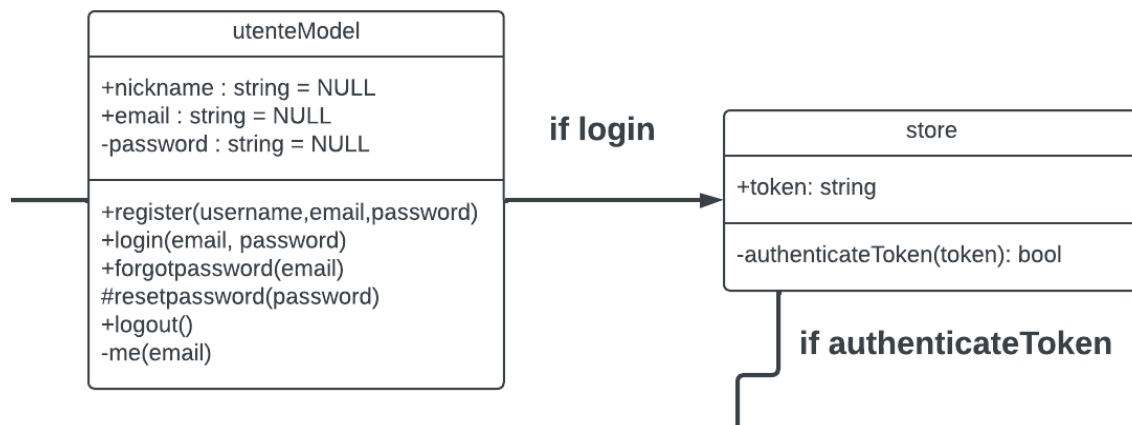 utenteModel
+nickname : string = NULL
+email : string = NULL
-password : string = NULL
+register(username,email,password)
+login(email, password)
+forgotpassword(email)
#resetpassword(password)
+logout()
-me(email)
if login
store
+token: string
-authenticateToken(token): bool
if authenticateToken